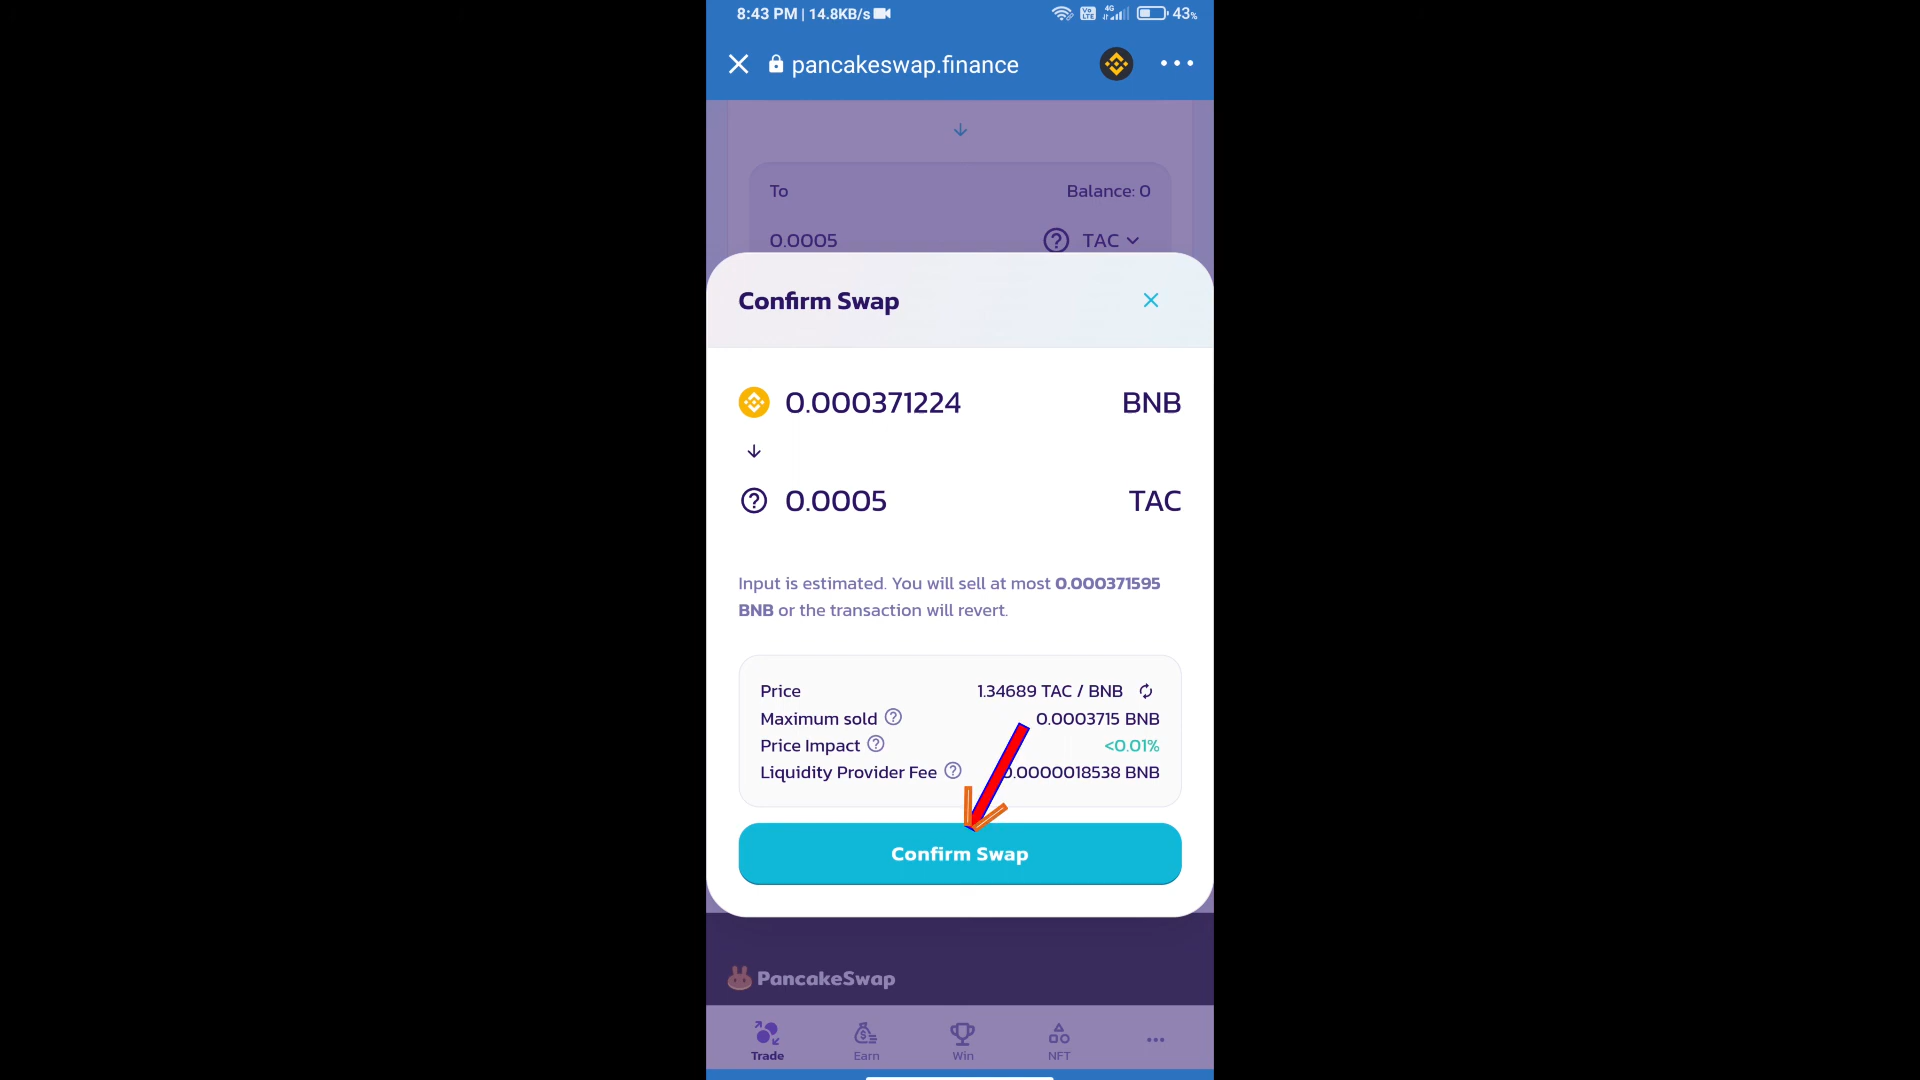 8:43 PM | 14.8KB/s
Vo LTE 4G 43%
pancakeswap.finance
To Balance: 0
0.0005 TAC
Confirm Swap
0.000371224 BNB
0.0005 TAC
Input is estimated. You will sell at most 0.000371595
BNB or the transaction will revert.
Price 1.34689 TAC / BNB
Maximum sold 0.0003715 BNB
Price Impact <0.01%
Liquidity Provider Fee 0.0000018538 BNB
Confirm Swap
PancakeSwap
Trade Earn Win NFT